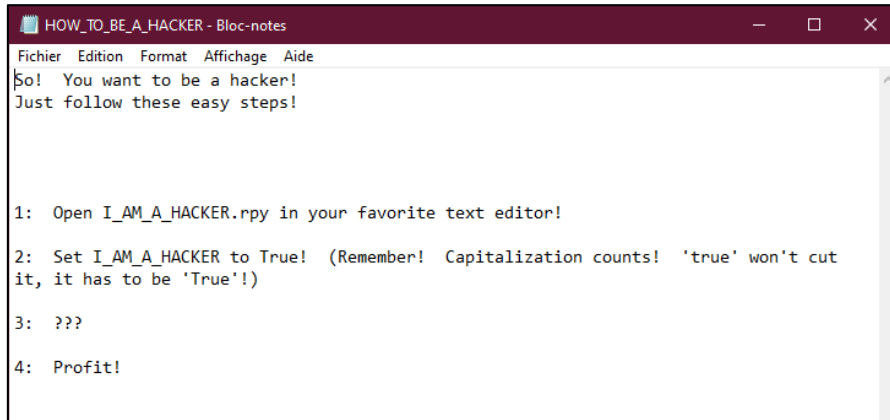 HOW_TO_BE_A_HACKER - Bloc-notes
Fichier Edition Format Affichage Aide
So!  You want to be a hacker!
Just follow these easy steps!
1:  Open I_AM_A_HACKER.rpy in your favorite text editor!
2:  Set I_AM_A_HACKER to True!  (Remember!  Capitalization counts!  'true' won't cut
it, it has to be 'True'!)
3:  ???
4:  Profit!